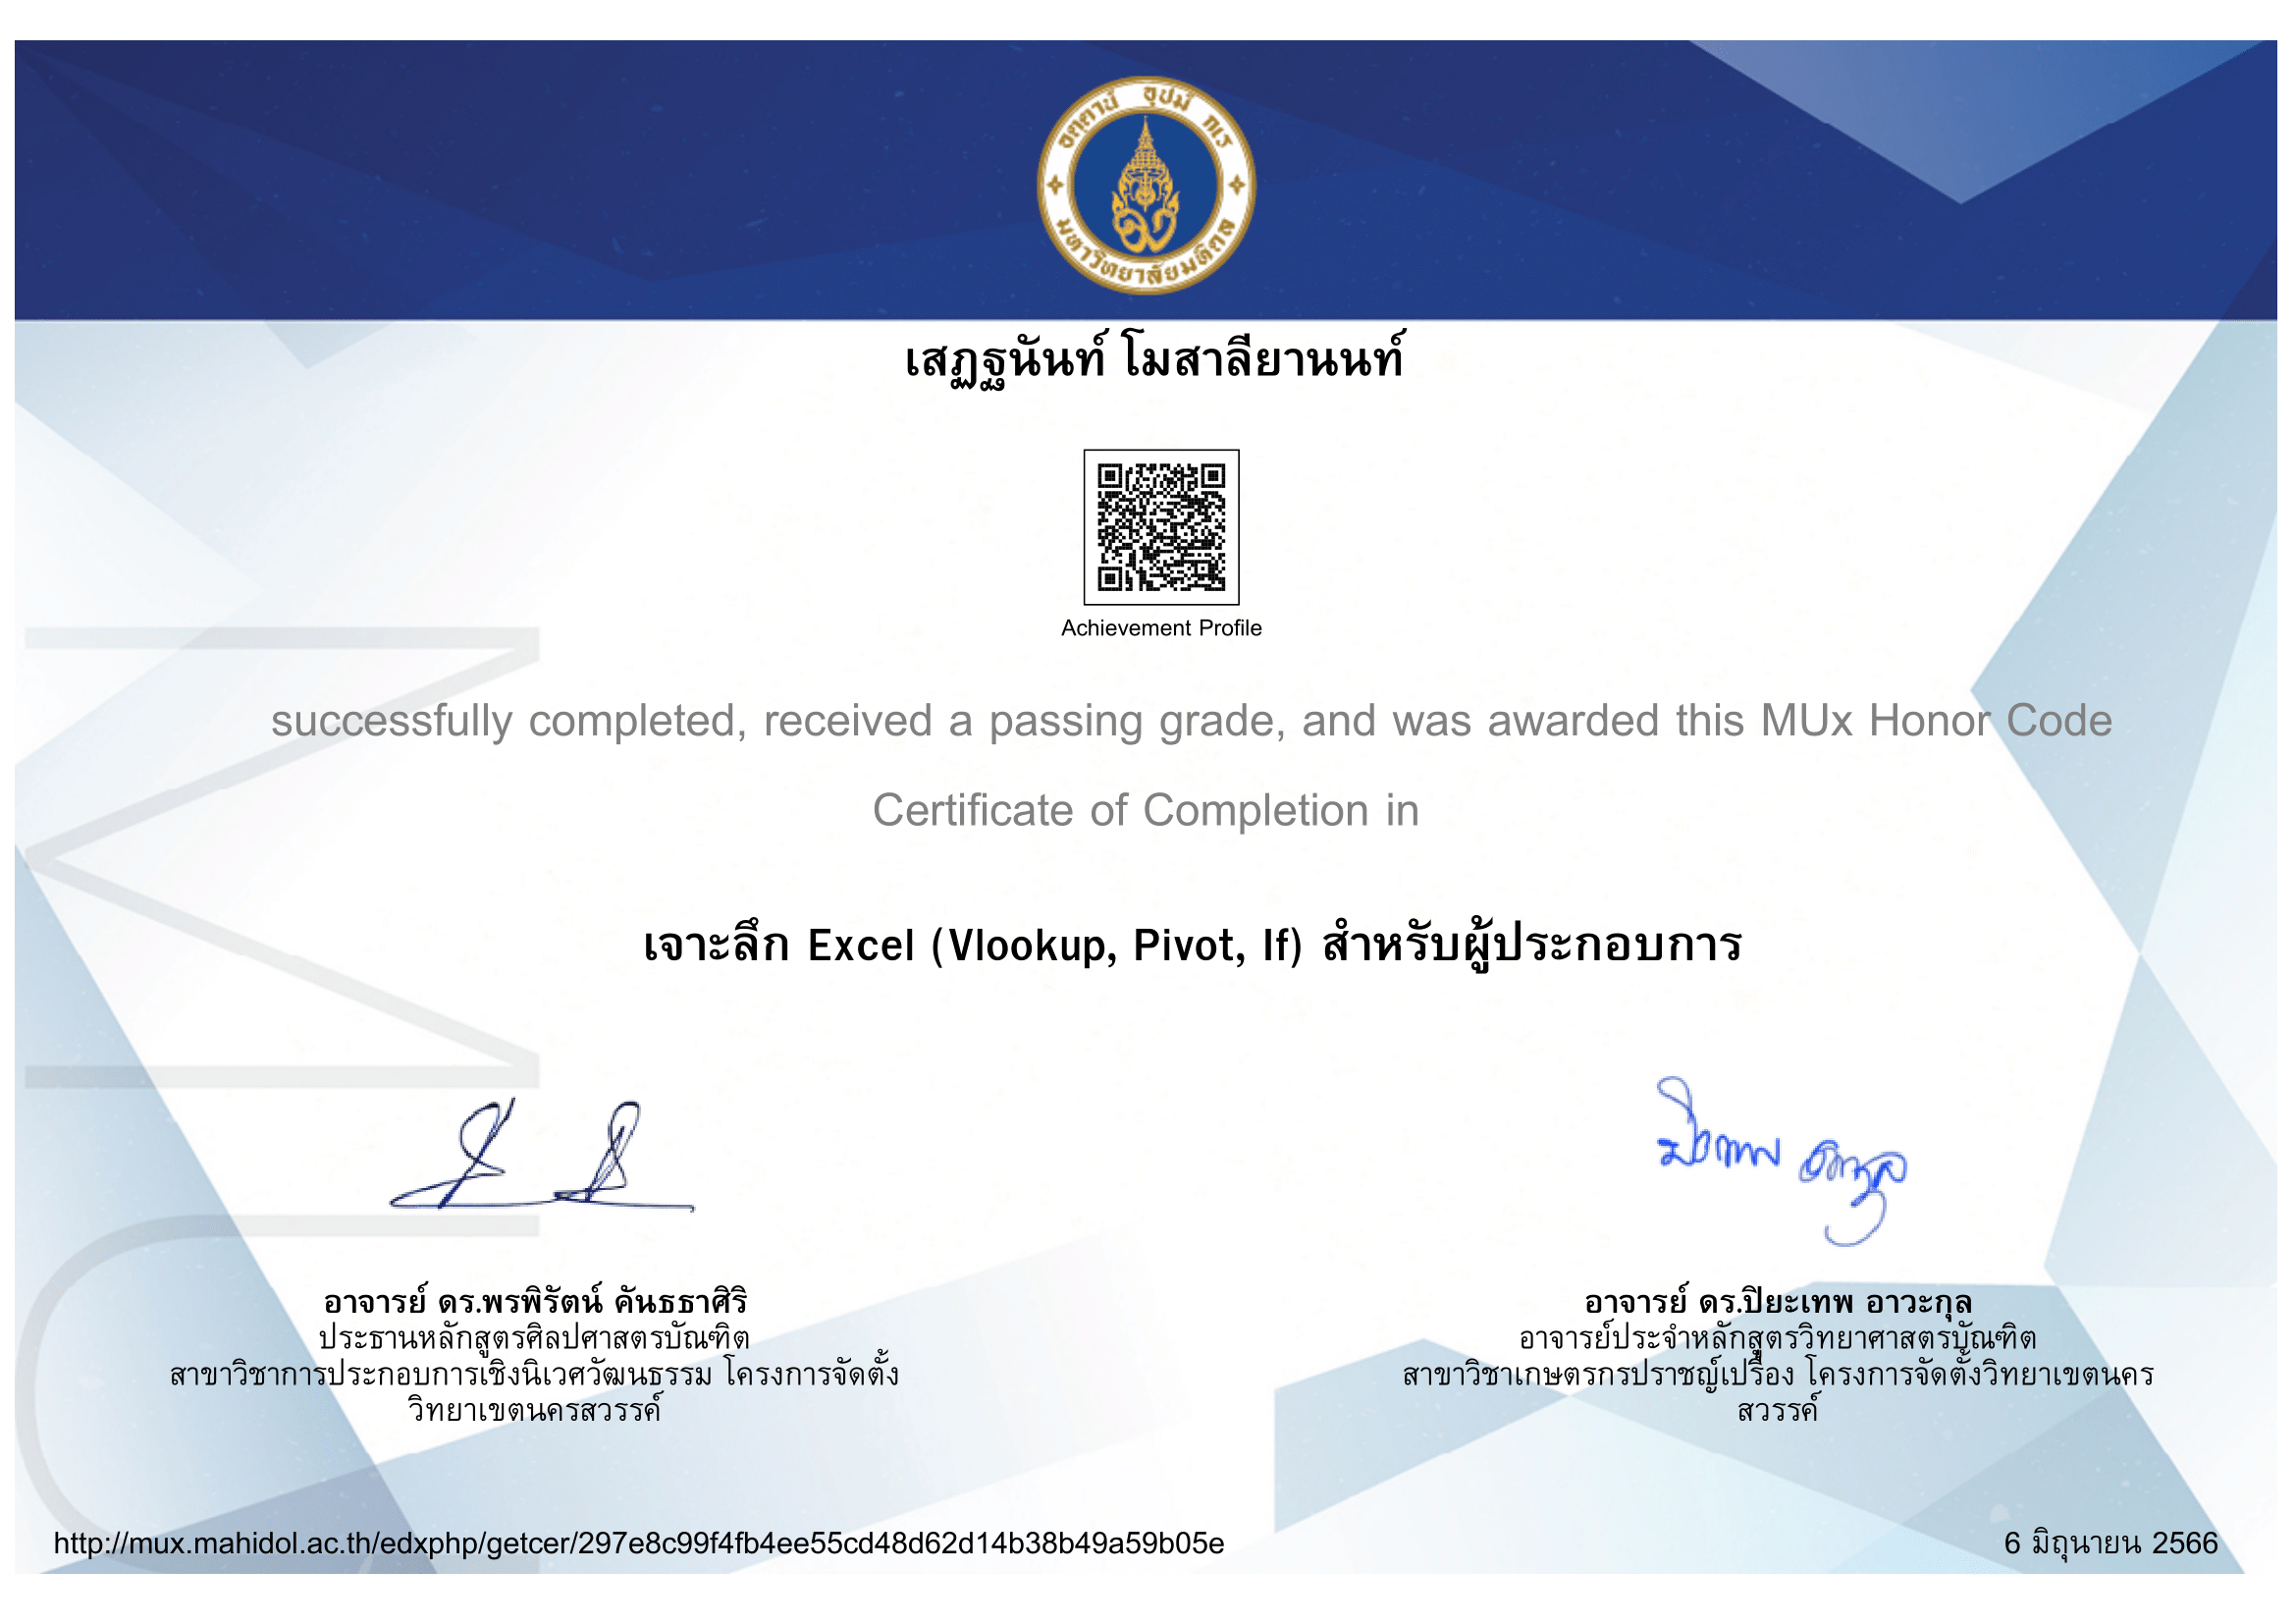 อตฺตานํ อุปมํ กเร
มหาวิทยาลัยมหิดล
เสฏฐนันท์ โมสาลียานนท์
Achievement Profile
successfully completed, received a passing grade, and was awarded this MUx Honor Code
Certificate of Completion in
เจาะลึก Excel (Vlookup, Pivot, If) สำหรับผู้ประกอบการ
อาจารย์ ดร.พรพิรัตน์ คันธธาศิริ
ประธานหลักสูตรศิลปศาสตรบัณฑิต
สาขาวิชาการประกอบการเชิงนิเวศวัฒนธรรม โครงการจัดตั้ง
วิทยาเขตนครสวรรค์
อาจารย์ ดร.ปิยะเทพ อาวะกุล
อาจารย์ประจำหลักสูตรวิทยาศาสตรบัณฑิต
สาขาวิชาเกษตรกรปราชญ์เปรื่อง โครงการจัดตั้งวิทยาเขตนคร
สวรรค์
http://mux.mahidol.ac.th/edxphp/getcer/297e8c99f4fb4ee55cd48d62d14b38b49a59b05e
6 มิถุนายน 2566